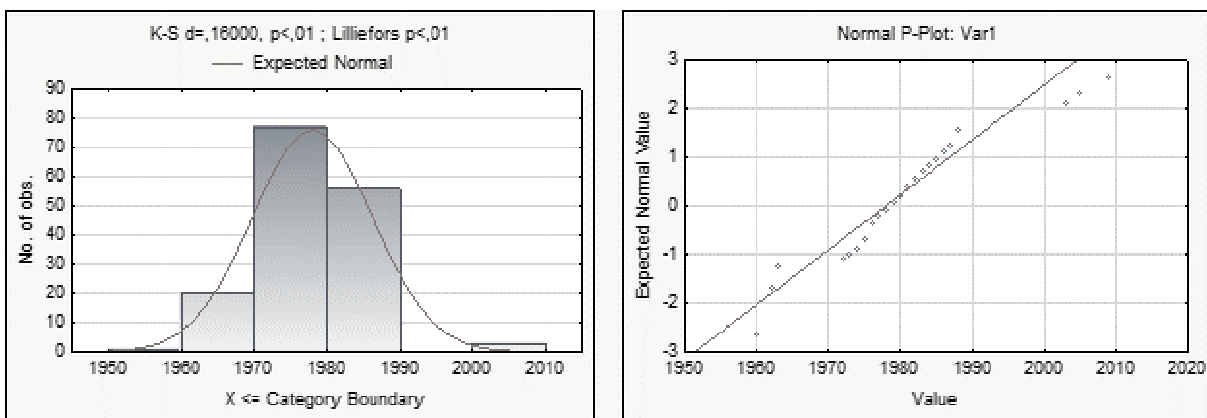 K-S d=,16000, p<,01 ; Lilliefors p<,01
Expected Normal
90
80
70
60
50
40
30
20
10
0
No. of obs.
1950 1960 1970 1980 1990 2000 2010
X <= Category Boundary
Normal P-Plot: Var1
3
2
1
0
-1
-2
-3
Expected Normal Value
1950 1960 1970 1980 1990 2000 2010 2020
Value